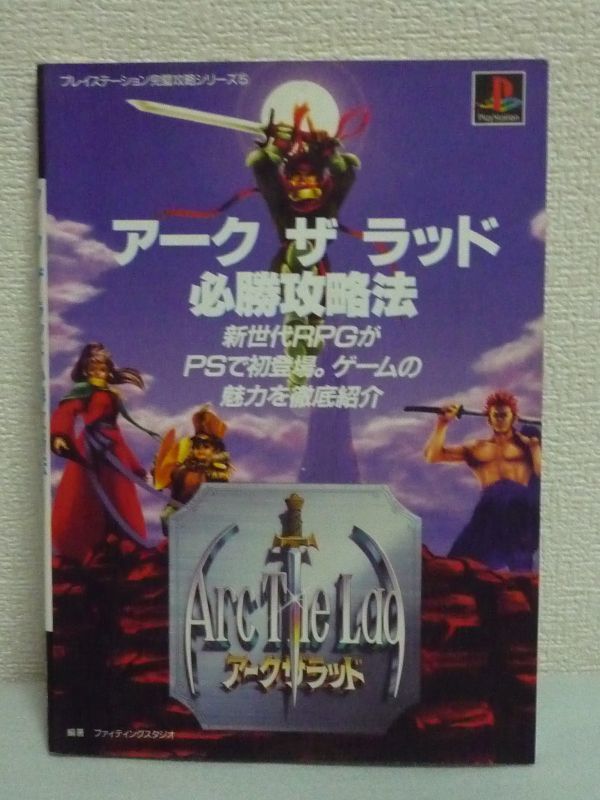 プレイステーション完璧攻略シリーズ5
PlayStation
アーク ザ ラッド
必勝攻略法
新世代RPGが
PSで初登場。ゲームの
魅力を徹底紹介
Arc The Lad
アークザラッド
編著 ファイティングスタジオ